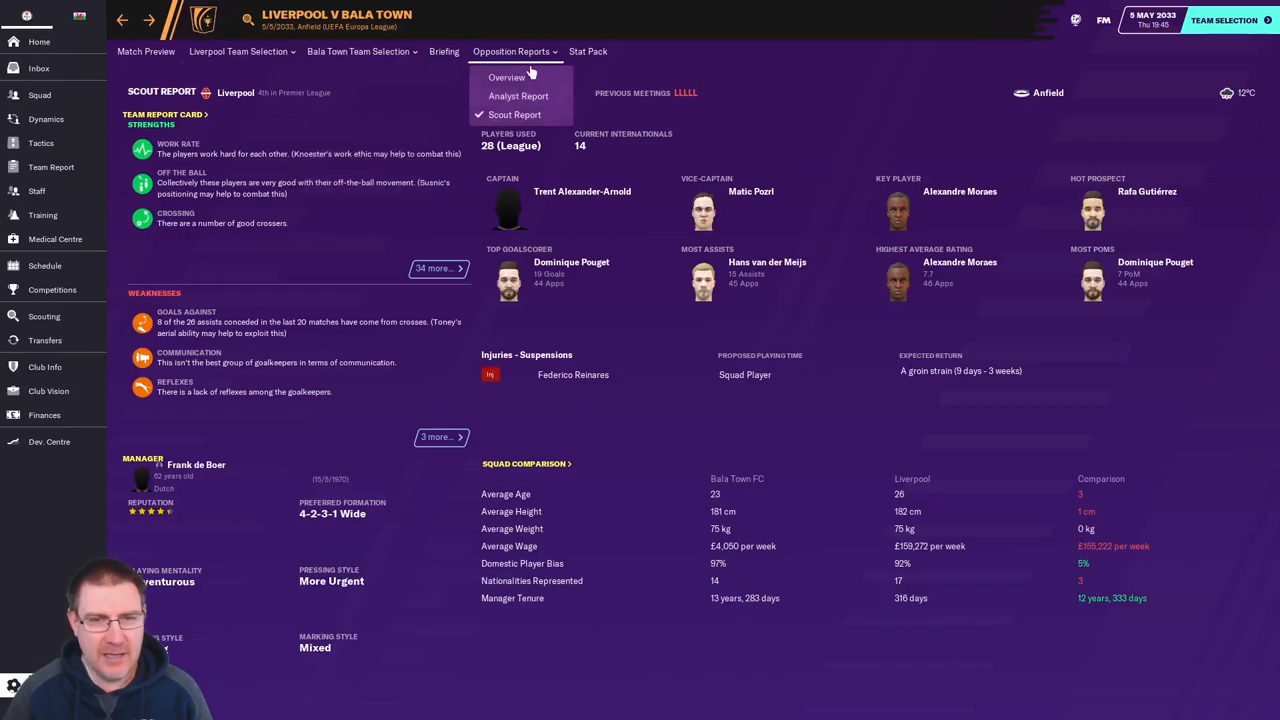 LIVERPOOL V BALA TOWN
5/5/2033, Anfield (UEFA Europa League)
FM
5 MAY 2033
Thu 19:45
TEAM SELECTION
Home
Inbox
Squad
Dynamics
Tactics
Team Report
Staff
Training
Medical Centre
Schedule
Competitions
Scouting
Transfers
Club Info
Club Vision
Finances
Dev. Centre
Match Preview
Liverpool Team Selection
Bala Town Team Selection
Briefing
Opposition Reports
Stat Pack
Overview
Analyst Report
Scout Report
SCOUT REPORT
Liverpool 4th in Premier League
PREVIOUS MEETINGS LLLLL
Anfield
12°C
TEAM REPORT CARD >
STRENGTHS
WORK RATE
The players work hard for each other. (Knoester's work ethic may help to combat this)
OFF THE BALL
Collectively these players are very good with their off-the-ball movement. (Susnic's
positioning may help to combat this)
CROSSING
There are a number of good crossers.
34 more... >
WEAKNESSES
GOALS AGAINST
8 of the 26 assists conceded in the last 20 matches have come from crosses. (Toney's
aerial ability may help to exploit this)
COMMUNICATION
This isn't the best group of goalkeepers in terms of communication.
REFLEXES
There is a lack of reflexes among the goalkeepers.
3 more... >
MANAGER
Frank de Boer
62 years old
Dutch
(15/5/1970)
REPUTATION
PREFERRED FORMATION
4-2-3-1 Wide
LAYING MENTALITY
venturous
PRESSING STYLE
More Urgent
STYLE
MARKING STYLE
Mixed
PLAYERS USED
28 (League)
CURRENT INTERNATIONALS
14
CAPTAIN
Trent Alexander-Arnold
VICE-CAPTAIN
Matic Pozrl
KEY PLAYER
Alexandre Moraes
HOT PROSPECT
Rafa Gutiérrez
TOP GOALSCORER
Dominique Pouget
19 Goals
44 Apps
MOST ASSISTS
Hans van der Meijs
15 Assists
45 Apps
HIGHEST AVERAGE RATING
Alexandre Moraes
7.7
46 Apps
MOST POMS
Dominique Pouget
7 PoM
44 Apps
Injuries - Suspensions
PROPOSED PLAYING TIME
EXPECTED RETURN
Inj Federico Reinares Squad Player A groin strain (9 days - 3 weeks)
SQUAD COMPARISON >
Bala Town FC Liverpool Comparison
Average Age 23 26 3
Average Height 181 cm 182 cm 1 cm
Average Weight 75 kg 75 kg 0 kg
Average Wage £4,050 per week £159,272 per week £155,222 per week
Domestic Player Bias 97% 92% 5%
Nationalities Represented 14 17 3
Manager Tenure 13 years, 283 days 316 days 12 years, 333 days